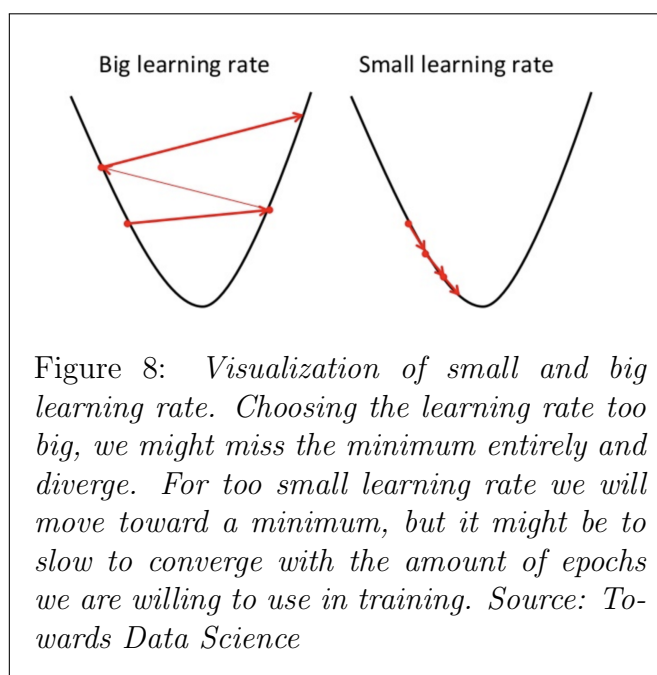 Big learning rate
Small learning rate
Figure 8: Visualization of small and big
learning rate. Choosing the learning rate too
big, we might miss the minimum entirely and
diverge. For too small learning rate we will
move toward a minimum, but it might be to
slow to converge with the amount of epochs
we are willing to use in training. Source: To-
wards Data Science